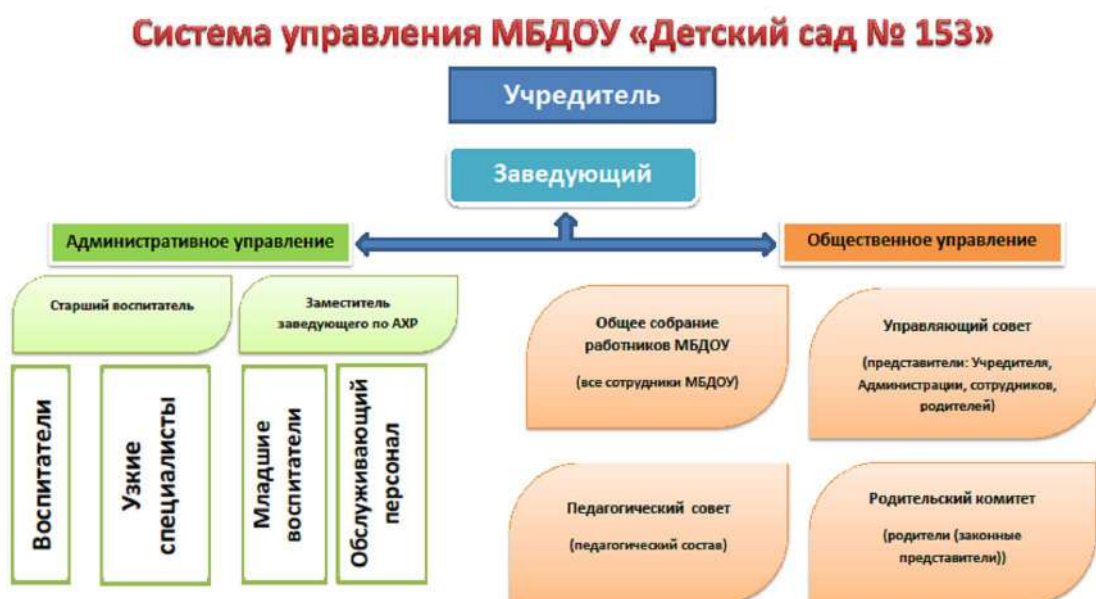 Система управления МБДОУ «Детский сад № 153»
Учредитель
Заведующий
Административное управление
Общественное управление
Старший воспитатель
Заместитель
заведующего по АХР
Воспитатели
Узкие
специалисты
Младшие
воспитатели
Обслуживающий
персонал
Общее собрание
работников МБДОУ
(все сотрудники МБДОУ)
Управляющий совет
(представители: Учредителя,
Администрации, сотрудников,
родителей)
Педагогический совет
(педагогический состав)
Родительский комитет
(родители (законные
представители))